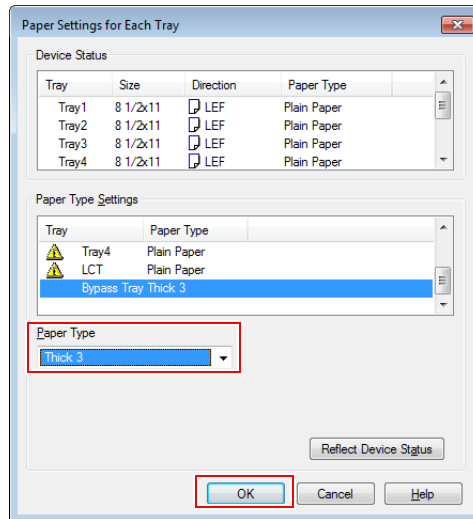 Paper Settings for Each Tray
Device Status
Tray Size Direction Paper Type
Tray1 8 1/2x11 LEF Plain Paper
Tray2 8 1/2x11 LEF Plain Paper
Tray3 8 1/2x11 LEF Plain Paper
Tray4 8 1/2x11 LEF Plain Paper
Paper Type Settings
Tray Paper Type
Tray4 Plain Paper
LCT Plain Paper
Bypass Tray Thick 3
Paper Type
Thick 3
Reflect Device Status
OK Cancel Help